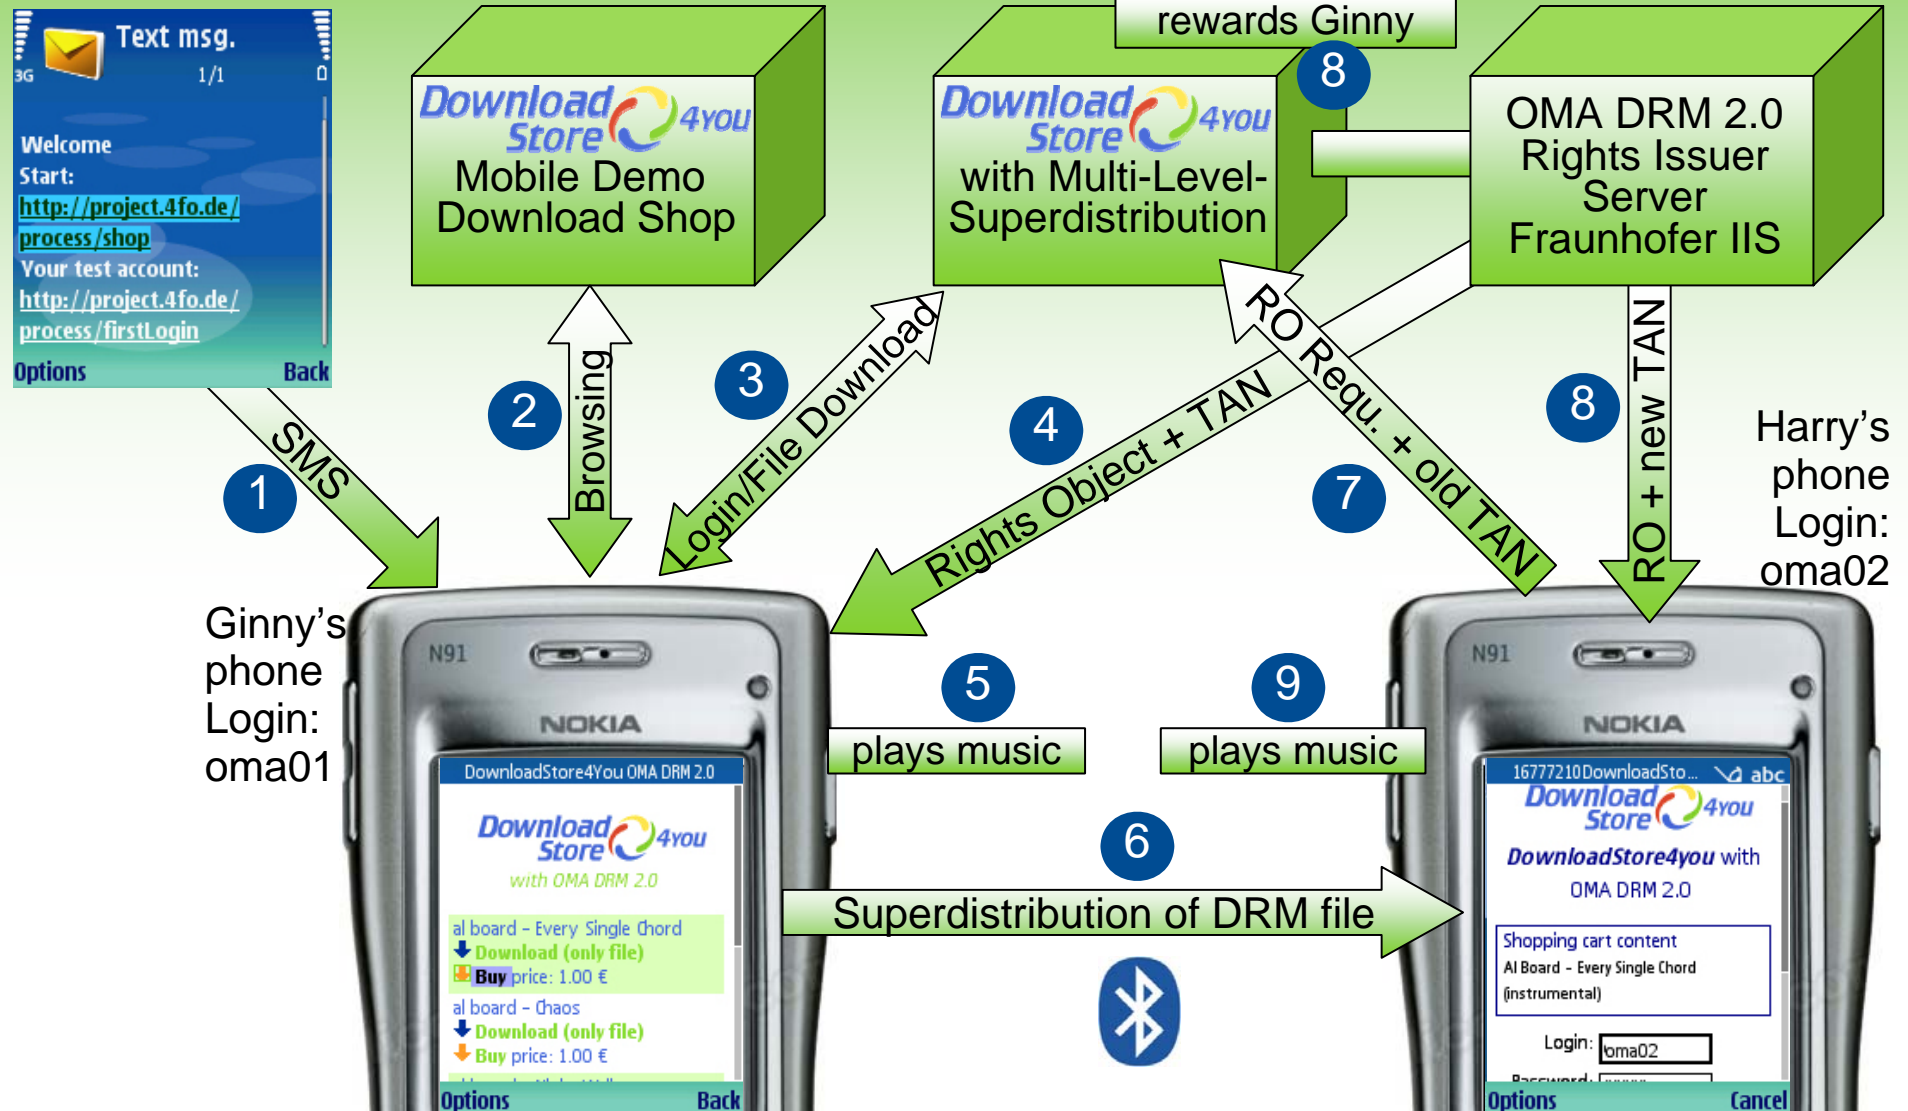 Text msg.
3G
1/1
Welcome
Start:
http://project.4fo.de/
process/shop
Your test account:
http://project.4fo.de/
process/firstLogin
Options
Back
Download
Store
4you
Mobile Demo
Download Shop
rewards Ginny
8
Download
Store
4you
with Multi-Level-
Superdistribution
OMA DRM 2.0
Rights Issuer
Server
Fraunhofer IIS
1
SMS
2
Browsing
3
Login/File Download
4
Rights Object + TAN
7
RO Requ. + old TAN
8
RO + new TAN
Harry's
phone
Login:
oma02
Ginny's
phone
Login:
oma01
N91
NOKIA
5
plays music
9
plays music
6
Superdistribution of DRM file
DownloadStore4You OMA DRM 2.0
Download
Store
4you
with OMA DRM 2.0
al board - Every Single Chord
Download (only file)
Buy price: 1.00 €
al board - Chaos
Download (only file)
Buy price: 1.00 €
Options
Back
N91
NOKIA
16777210DownloadSto...
abc
Download
Store
4you
DownloadStore4you with
OMA DRM 2.0
Shopping cart content
Al Board - Every Single Chord
(instrumental)
Login:
oma02
Password:
Options
Cancel